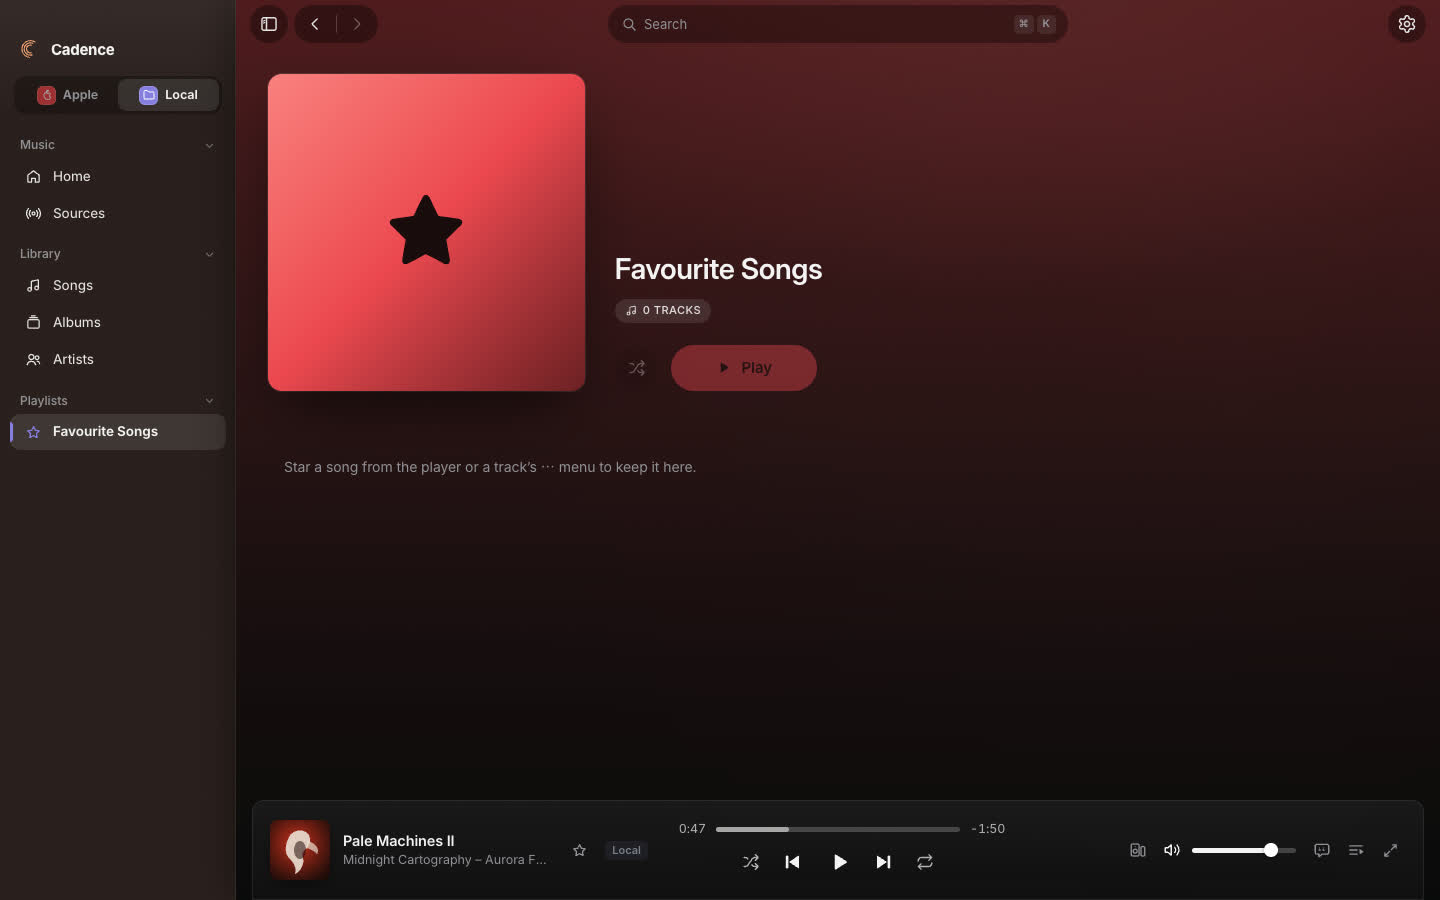 Cadence
Apple
Local
Music
Home
Sources
Library
Songs
Albums
Artists
Playlists
Favourite Songs
Search
⌘ K
Favourite Songs
0 TRACKS
Play
Star a song from the player or a track’s ··· menu to keep it here.
Pale Machines II
Midnight Cartography – Aurora F...
Local
0:47
-1:50